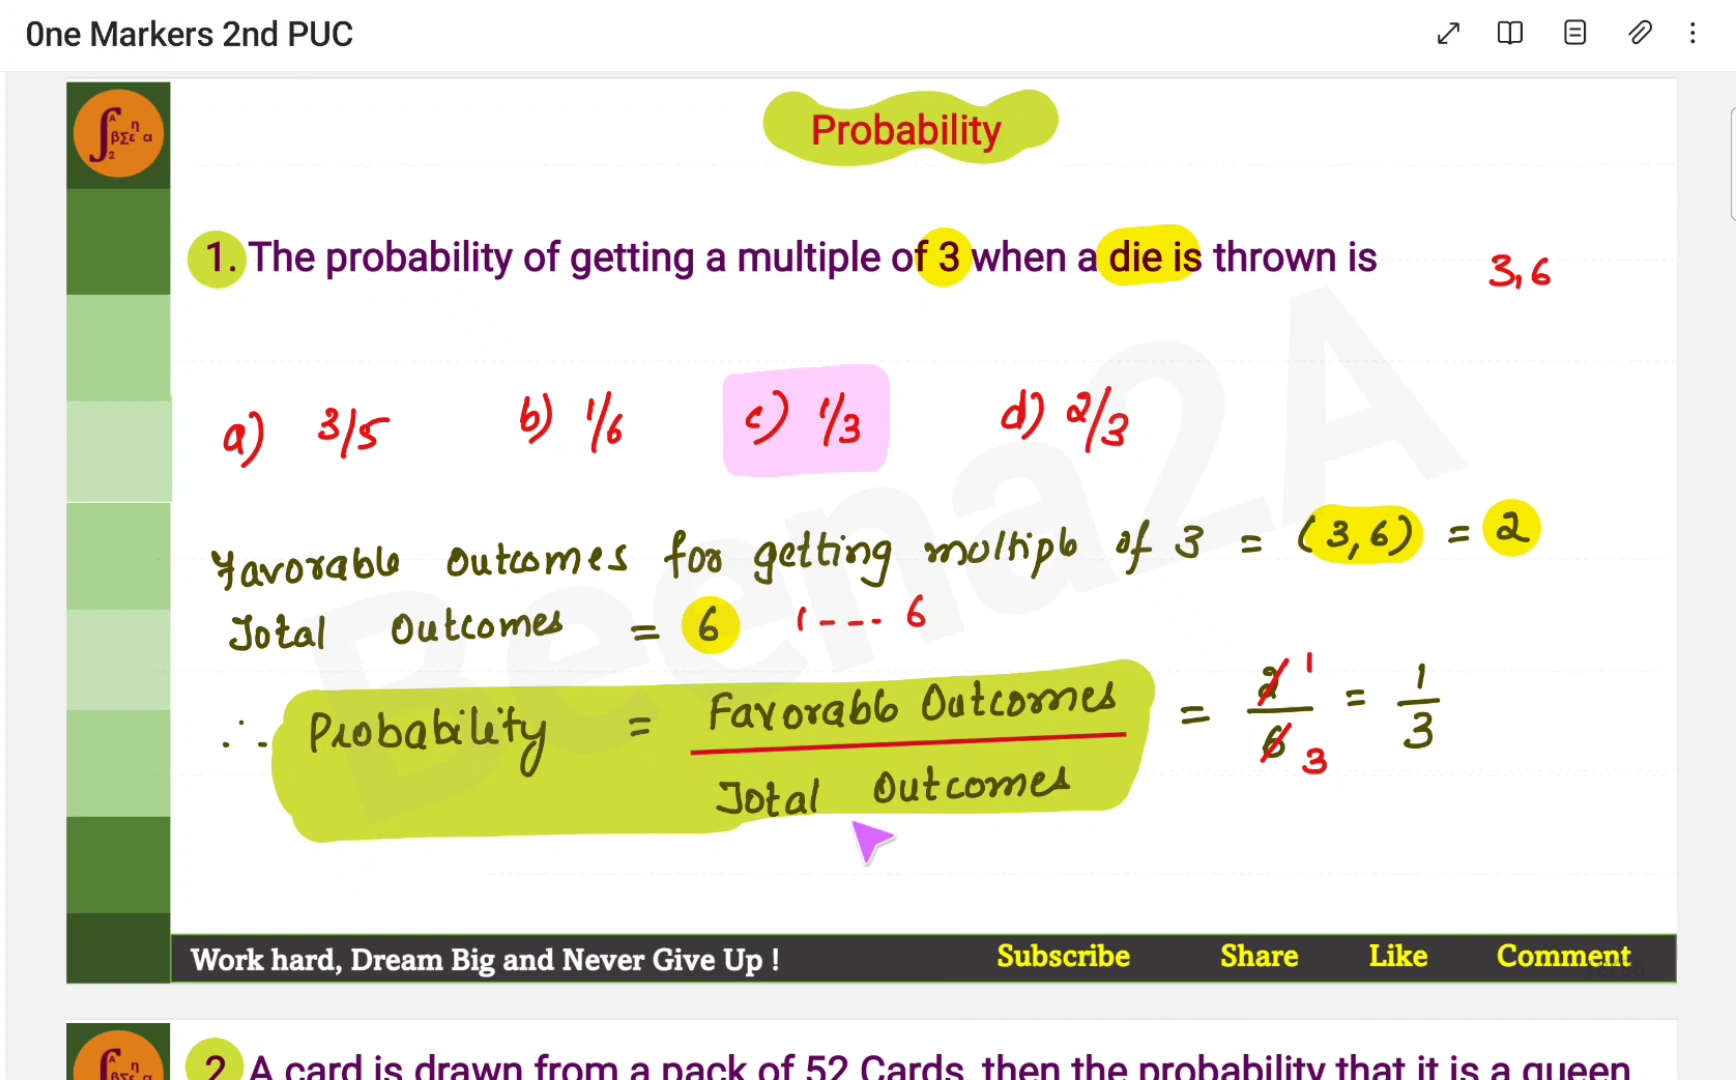 One Markers 2nd PUC
Probability
1. The probability of getting a multiple of 3 when a die is thrown is 3,6
a) 3/5 b) 1/6 c) 1/3 d) 2/3
Favorable Outcomes for getting multiple of 3 = (3,6) = 2
Total Outcomes = 6 1 - - - 6
∴ Probability = Favorable Outcomes / Total Outcomes = 2/6 1 3 = 1/3
Beena2A
Work hard, Dream Big and Never Give Up ! Subscribe Share Like Comment
2 A card is drawn from a pack of 52 Cards, then the probability that it is a queen